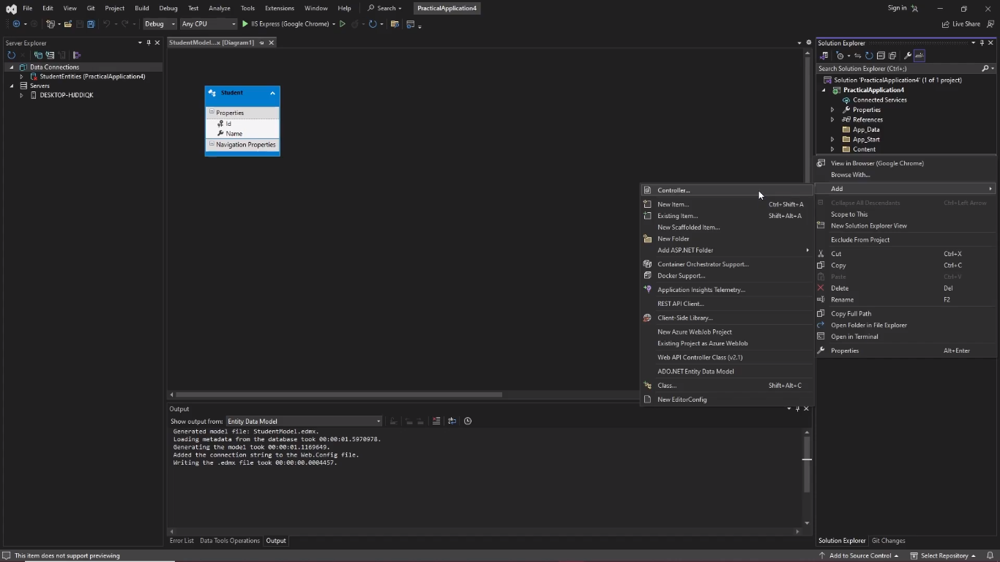 File Edit View Git Project Build Debug Test Analyze Tools Extensions Window Help Search PracticalApplication4 Sign in
Debug Any CPU IIS Express (Google Chrome) Live Share
Server Explorer
Data Connections
StudentEntities (PracticalApplication4)
Servers
DESKTOP-HJDDIQK
StudentModel...x [Diagram1]
Student
Properties
Id
Name
Navigation Properties
Solution Explorer
Search Solution Explorer (Ctrl+;)
Solution 'PracticalApplication4' (1 of 1 project)
PracticalApplication4
Connected Services
Properties
References
App_Data
App_Start
Content
View in Browser (Google Chrome)
Browse With...
Add
Collapse All Descendants Ctrl+Left Arrow
Scope to This
New Solution Explorer View
Exclude From Project
Cut Ctrl+X
Copy Ctrl+C
Paste Ctrl+V
Delete Del
Rename F2
Copy Full Path
Open Folder in File Explorer
Open in Terminal
Properties Alt+Enter
Controller...
New Item... Ctrl+Shift+A
Existing Item... Shift+Alt+A
New Scaffolded Item...
New Folder
Add ASP.NET Folder
Container Orchestrator Support...
Docker Support...
Application Insights Telemetry...
REST API Client...
Client-Side Library...
New Azure WebJob Project
Existing Project as Azure WebJob
Web API Controller Class (v2.1)
ADO.NET Entity Data Model
Class... Shift+Alt+C
New EditorConfig
Output
Show output from: Entity Data Model
Generated model file: StudentModel.edmx.
Loading metadata from the database took 00:00:01.5970978.
Generating the model took 00:00:01.1169649.
Added the connection string to the Web.Config file.
Writing the .edmx file took 00:00:00.0004457.
Error List Data Tools Operations Output
Solution Explorer Git Changes
This item does not support previewing Add to Source Control Select Repository